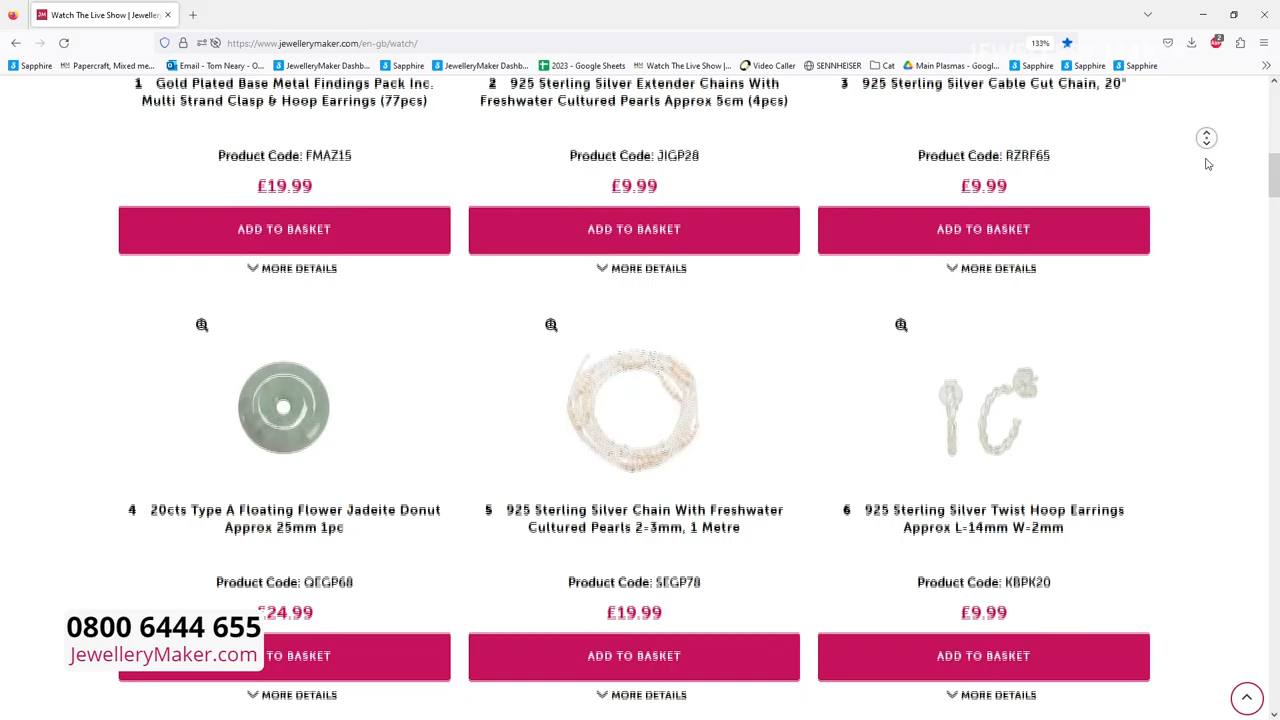 Watch The Live Show | Jeweller
https://www.jewellerymaker.com/en-gb/watch/
133%
2
Sapphire
Papercraft, Mixed me...
Email - Tom Neary - O...
JewelleryMaker Dashb...
Sapphire
JewelleryMaker Dashb...
2023 - Google Sheets
Watch The Live Show |...
Video Caller
SENNHEISER
Cat
Main Plasmas - Googl...
Sapphire
Sapphire
Sapphire
1 Gold Plated Base Metal Findings Pack Inc.
Multi Strand Clasp & Hoop Earrings (77pcs)
Product Code: FMAZ15
£19.99
ADD TO BASKET
MORE DETAILS
2 925 Sterling Silver Extender Chains With
Freshwater Cultured Pearls Approx 5cm (4pcs)
Product Code: JIGP28
£9.99
ADD TO BASKET
MORE DETAILS
3 925 Sterling Silver Cable Cut Chain, 20"
Product Code: RZRF65
£9.99
ADD TO BASKET
MORE DETAILS
4 20cts Type A Floating Flower Jadeite Donut
Approx 25mm 1pc
Product Code: QEGP68
£24.99
TO BASKET
MORE DETAILS
5 925 Sterling Silver Chain With Freshwater
Cultured Pearls 2-3mm, 1 Metre
Product Code: SEGP78
£19.99
ADD TO BASKET
MORE DETAILS
6 925 Sterling Silver Twist Hoop Earrings
Approx L-14mm W-2mm
Product Code: KBPK20
£9.99
ADD TO BASKET
MORE DETAILS
0800 6444 655
JewelleryMaker.com